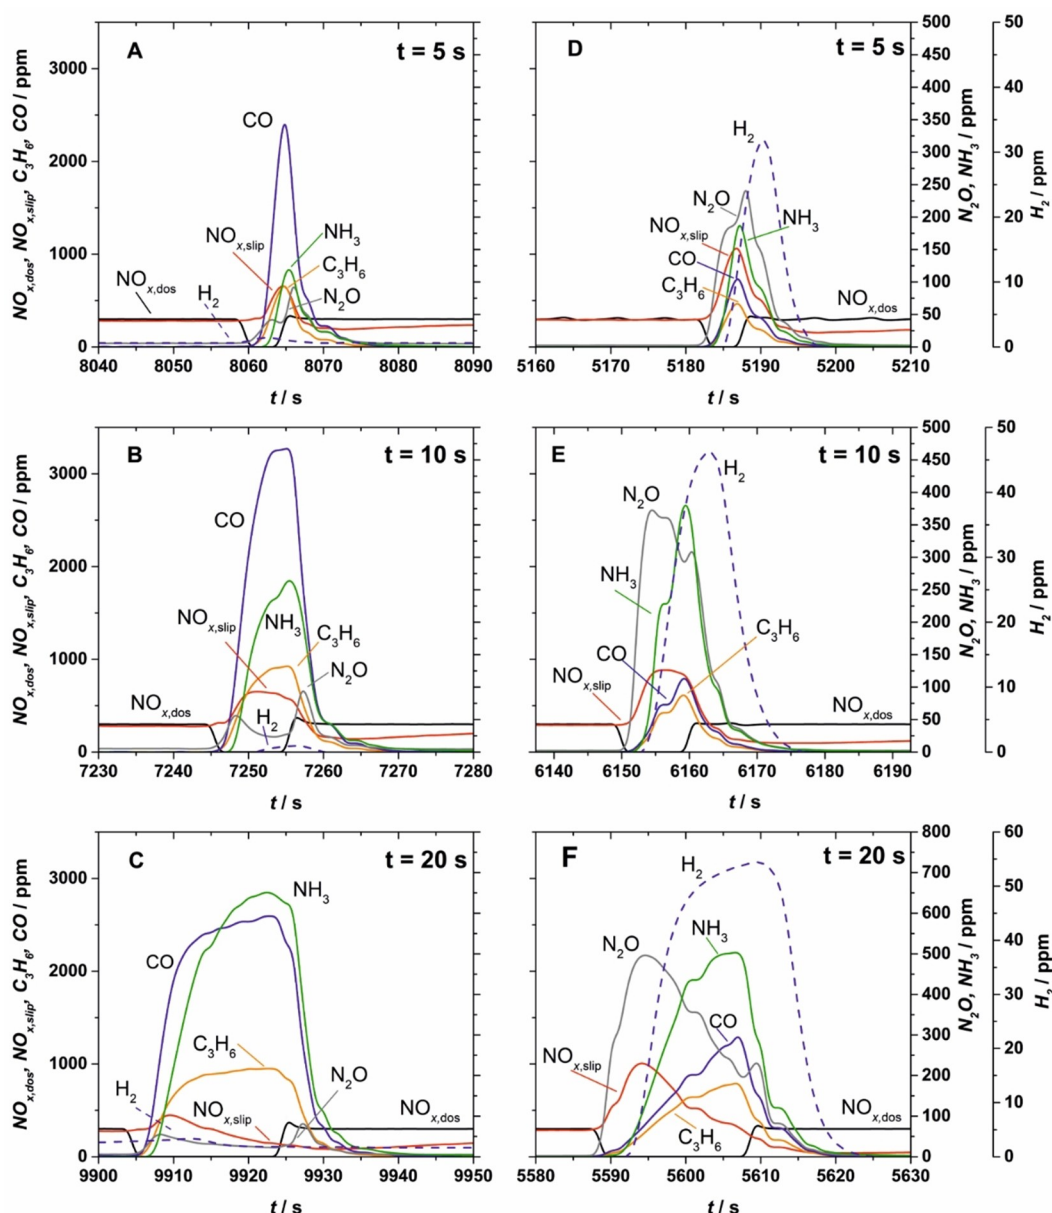 A
t = 5 s
NOx,dos, NOx,slip, C3H6, CO / ppm
3000
2000
1000
0
CO
NOx,slip
NH3
C3H6
NOx,dos
H2
N2O
8040 8050 8060 8070 8080 8090
t / s
D
t = 5 s
H2
N2O
NOx,slip
NH3
CO
C3H6
NOx,dos
500
450
400
350
300
250
200
150
100
50
0
N2O, NH3 / ppm
50
40
30
20
10
0
H2 / ppm
5160 5170 5180 5190 5200 5210
t / s
B
t = 10 s
NOx,dos, NOx,slip, C3H6, CO / ppm
3000
2000
1000
0
CO
NOx,slip
NH3
C3H6
N2O
NOx,dos
H2
7230 7240 7250 7260 7270 7280
t / s
E
t = 10 s
N2O
H2
NH3
C3H6
CO
NOx,slip
NOx,dos
500
450
400
350
300
250
200
150
100
50
0
N2O, NH3 / ppm
50
40
30
20
10
0
H2 / ppm
6140 6150 6160 6170 6180 6190
t / s
C
t = 20 s
NOx,dos, NOx,slip, C3H6, CO / ppm
3000
2000
1000
0
NH3
CO
C3H6
H2
NOx,slip
N2O
NOx,dos
9900 9910 9920 9930 9940 9950
t / s
F
t = 20 s
H2
N2O
NH3
CO
NOx,slip
C3H6
NOx,dos
800
700
600
500
400
300
200
100
0
N2O, NH3 / ppm
60
50
40
30
20
10
0
H2 / ppm
5580 5590 5600 5610 5620 5630
t / s